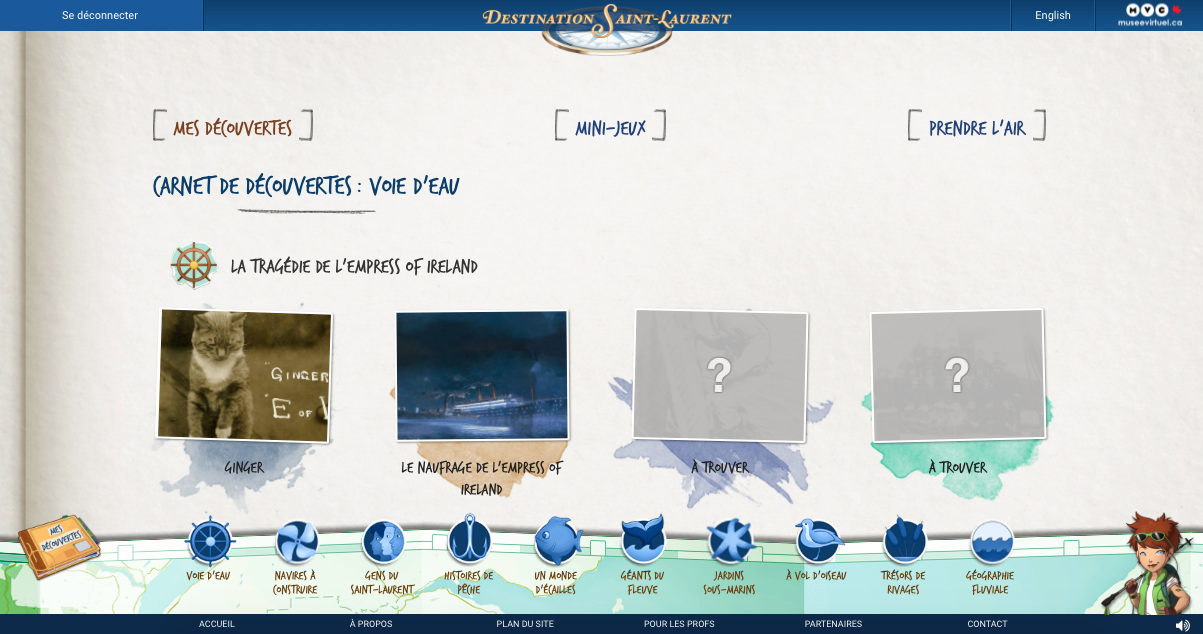 Se déconnecter
DESTINATION SAINT-LAURENT
English
MVC
museevirtuel.ca
MES DÉCOUVERTES
MINI-JEUX
PRENDRE L'AIR
CARNET DE DÉCOUVERTES : VOIE D'EAU
LA TRAGÉDIE DE L'EMPRESS OF IRELAND
GINGER
E OF
?
?
GINGER
LE NAUFRAGE DE L'EMPRESS OF
IRELAND
À TROUVER
À TROUVER
MES
DÉCOUVERTES
VOIE D'EAU
NAVIRES À
CONSTRUIRE
GENS DU
SAINT-LAURENT
HISTOIRES DE
PÊCHE
UN MONDE
D'ÉCAILLES
GÉANTS DU
FLEUVE
JARDINS
SOUS-MARINS
À VOL D'OISEAU
TRÉSORS DE
RIVAGES
GÉOGRAPHIE
FLUVIALE
ACCUEIL
À PROPOS
PLAN DU SITE
POUR LES PROFS
PARTENAIRES
CONTACT